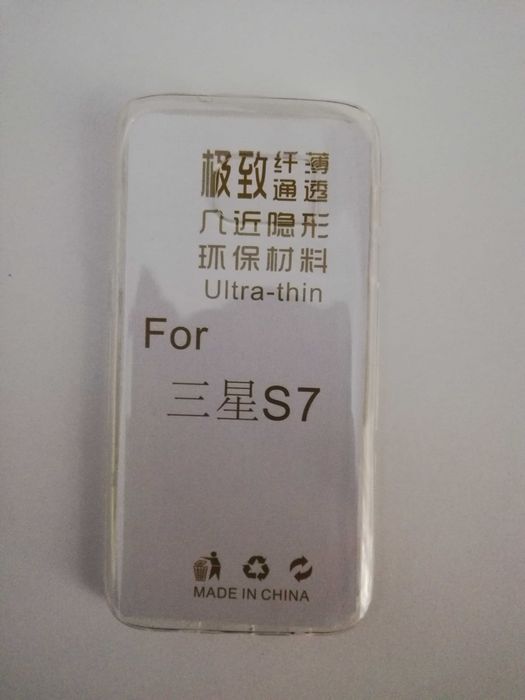 极致纤薄
通透
几近隐形
环保材料
Ultra-thin
For
三星S7
MADE IN CHINA